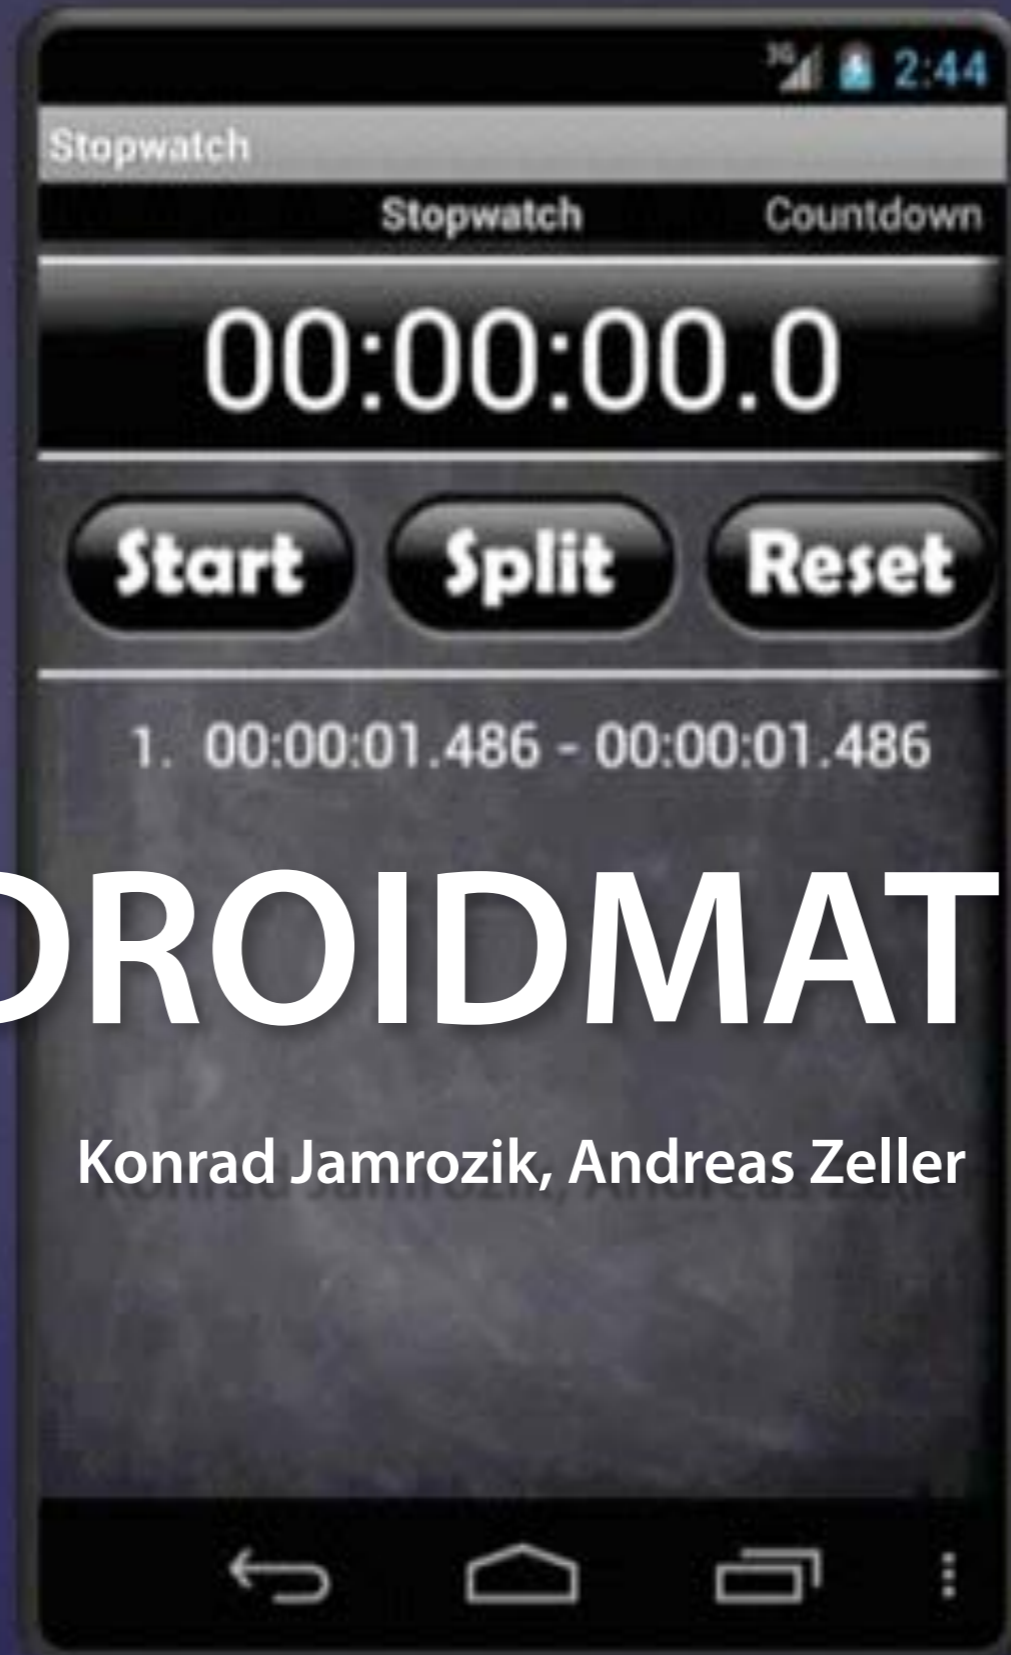 3G 2:44
Stopwatch
Stopwatch Countdown
00:00:00.0
Start Split Reset
1. 00:00:01.486 - 00:00:01.486
DROIDMAT
Konrad Jamrozik, Andreas Zeller